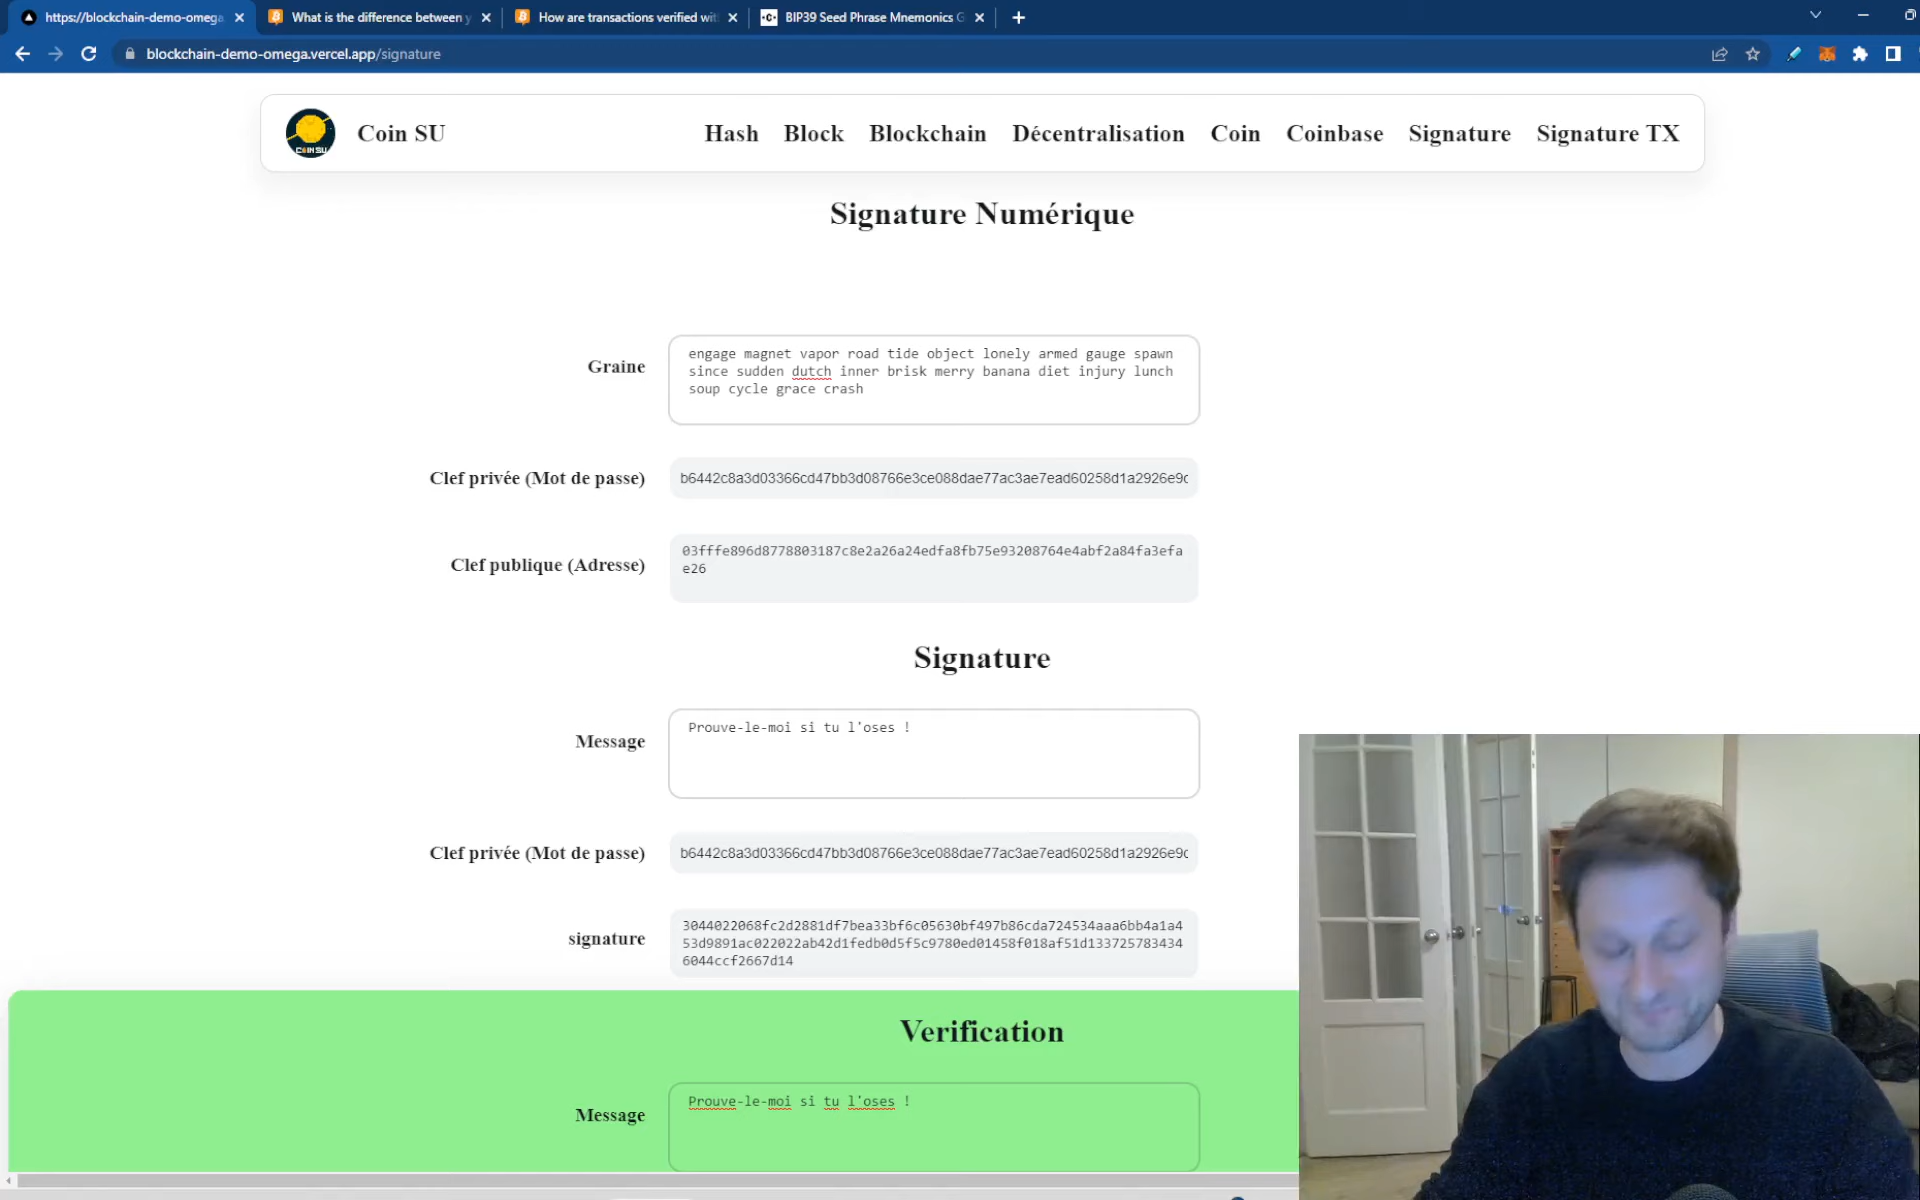 https://blockchain-demo-omega.
What is the difference between y
How are transactions verified wit
BIP39 Seed Phrase Mnemonics G
blockchain-demo-omega.vercel.app/signature
COIN SU
Coin SU
Hash
Block
Blockchain
Décentralisation
Coin
Coinbase
Signature
Signature TX
Signature Numérique
Graine
engage magnet vapor road tide object lonely armed gauge spawn
since sudden dutch inner brisk merry banana diet injury lunch
soup cycle grace crash
Clef privée (Mot de passe)
b6442c8a3d03366cd47bb3d08766e3ce088dae77ac3ae7ead60258d1a2926e9c
Clef publique (Adresse)
03fffe896d8778803187c8e2a26a24edfa8fb75e93208764e4abf2a84fa3efa
e26
Signature
Message
Prouve-le-moi si tu l'oses !
Clef privée (Mot de passe)
b6442c8a3d03366cd47bb3d08766e3ce088dae77ac3ae7ead60258d1a2926e9c
signature
3044022068fc2d2881df7bea33bf6c05630bf497b86cda724534aaa6bb4a1a4
53d9891ac022022ab42d1fedb0d5f5c9780ed01458f018af51d133725783434
6044ccf2667d14
Verification
Message
Prouve-le-moi si tu l'oses !